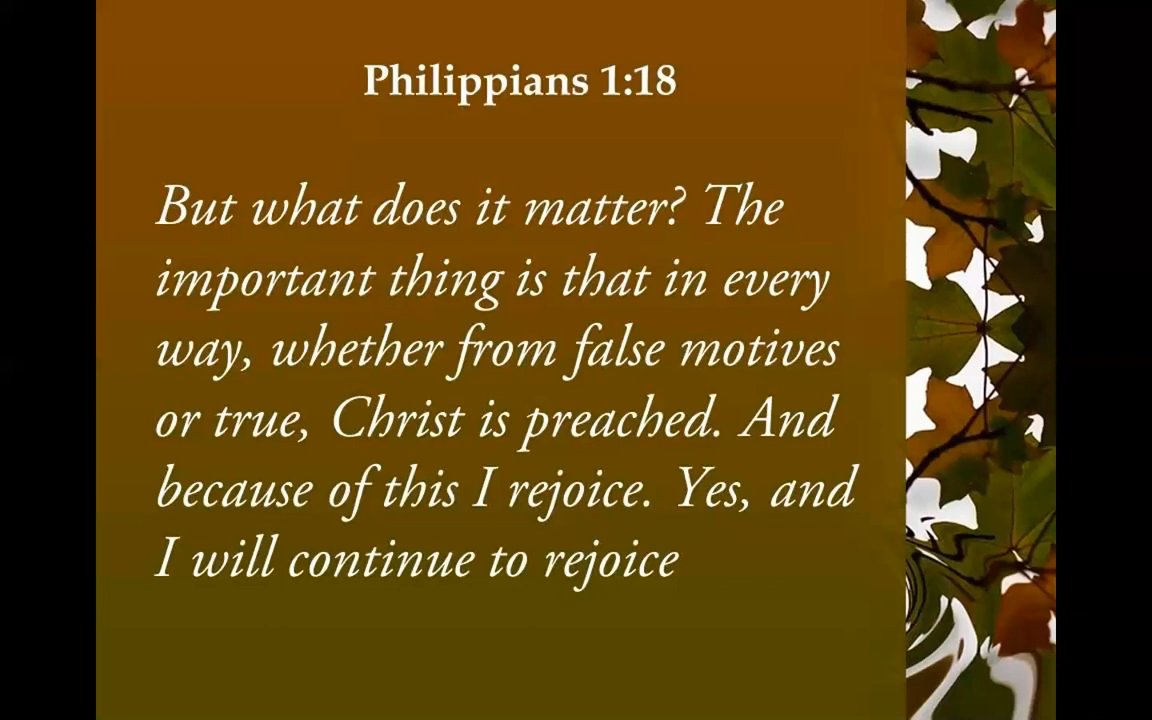 Philippians 1:18
But what does it matter? The
important thing is that in every
way, whether from false motives
or true, Christ is preached. And
because of this I rejoice. Yes, and
I will continue to rejoice